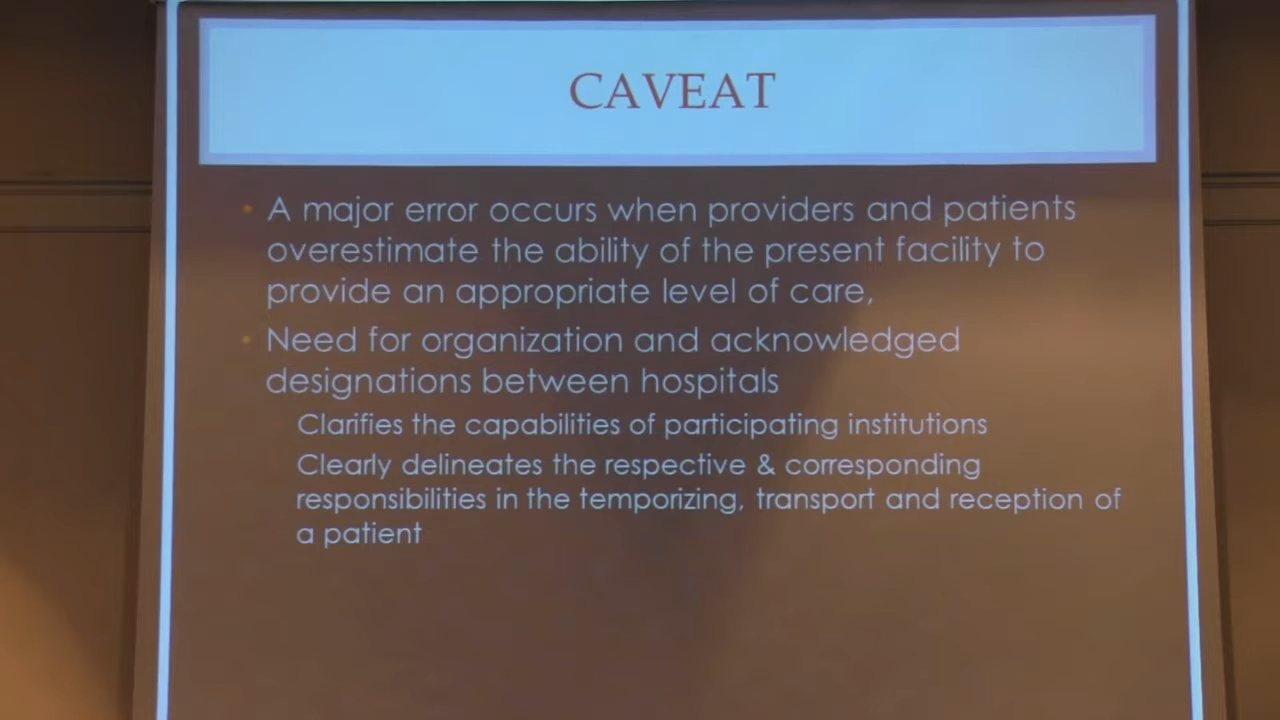 CAVEAT
• A major error occurs when providers and patients
overestimate the ability of the present facility to
provide an appropriate level of care,
• Need for organization and acknowledged
designations between hospitals
Clarifies the capabilities of participating institutions
Clearly delineates the respective & corresponding
responsibilities in the temporizing, transport and reception of
a patient